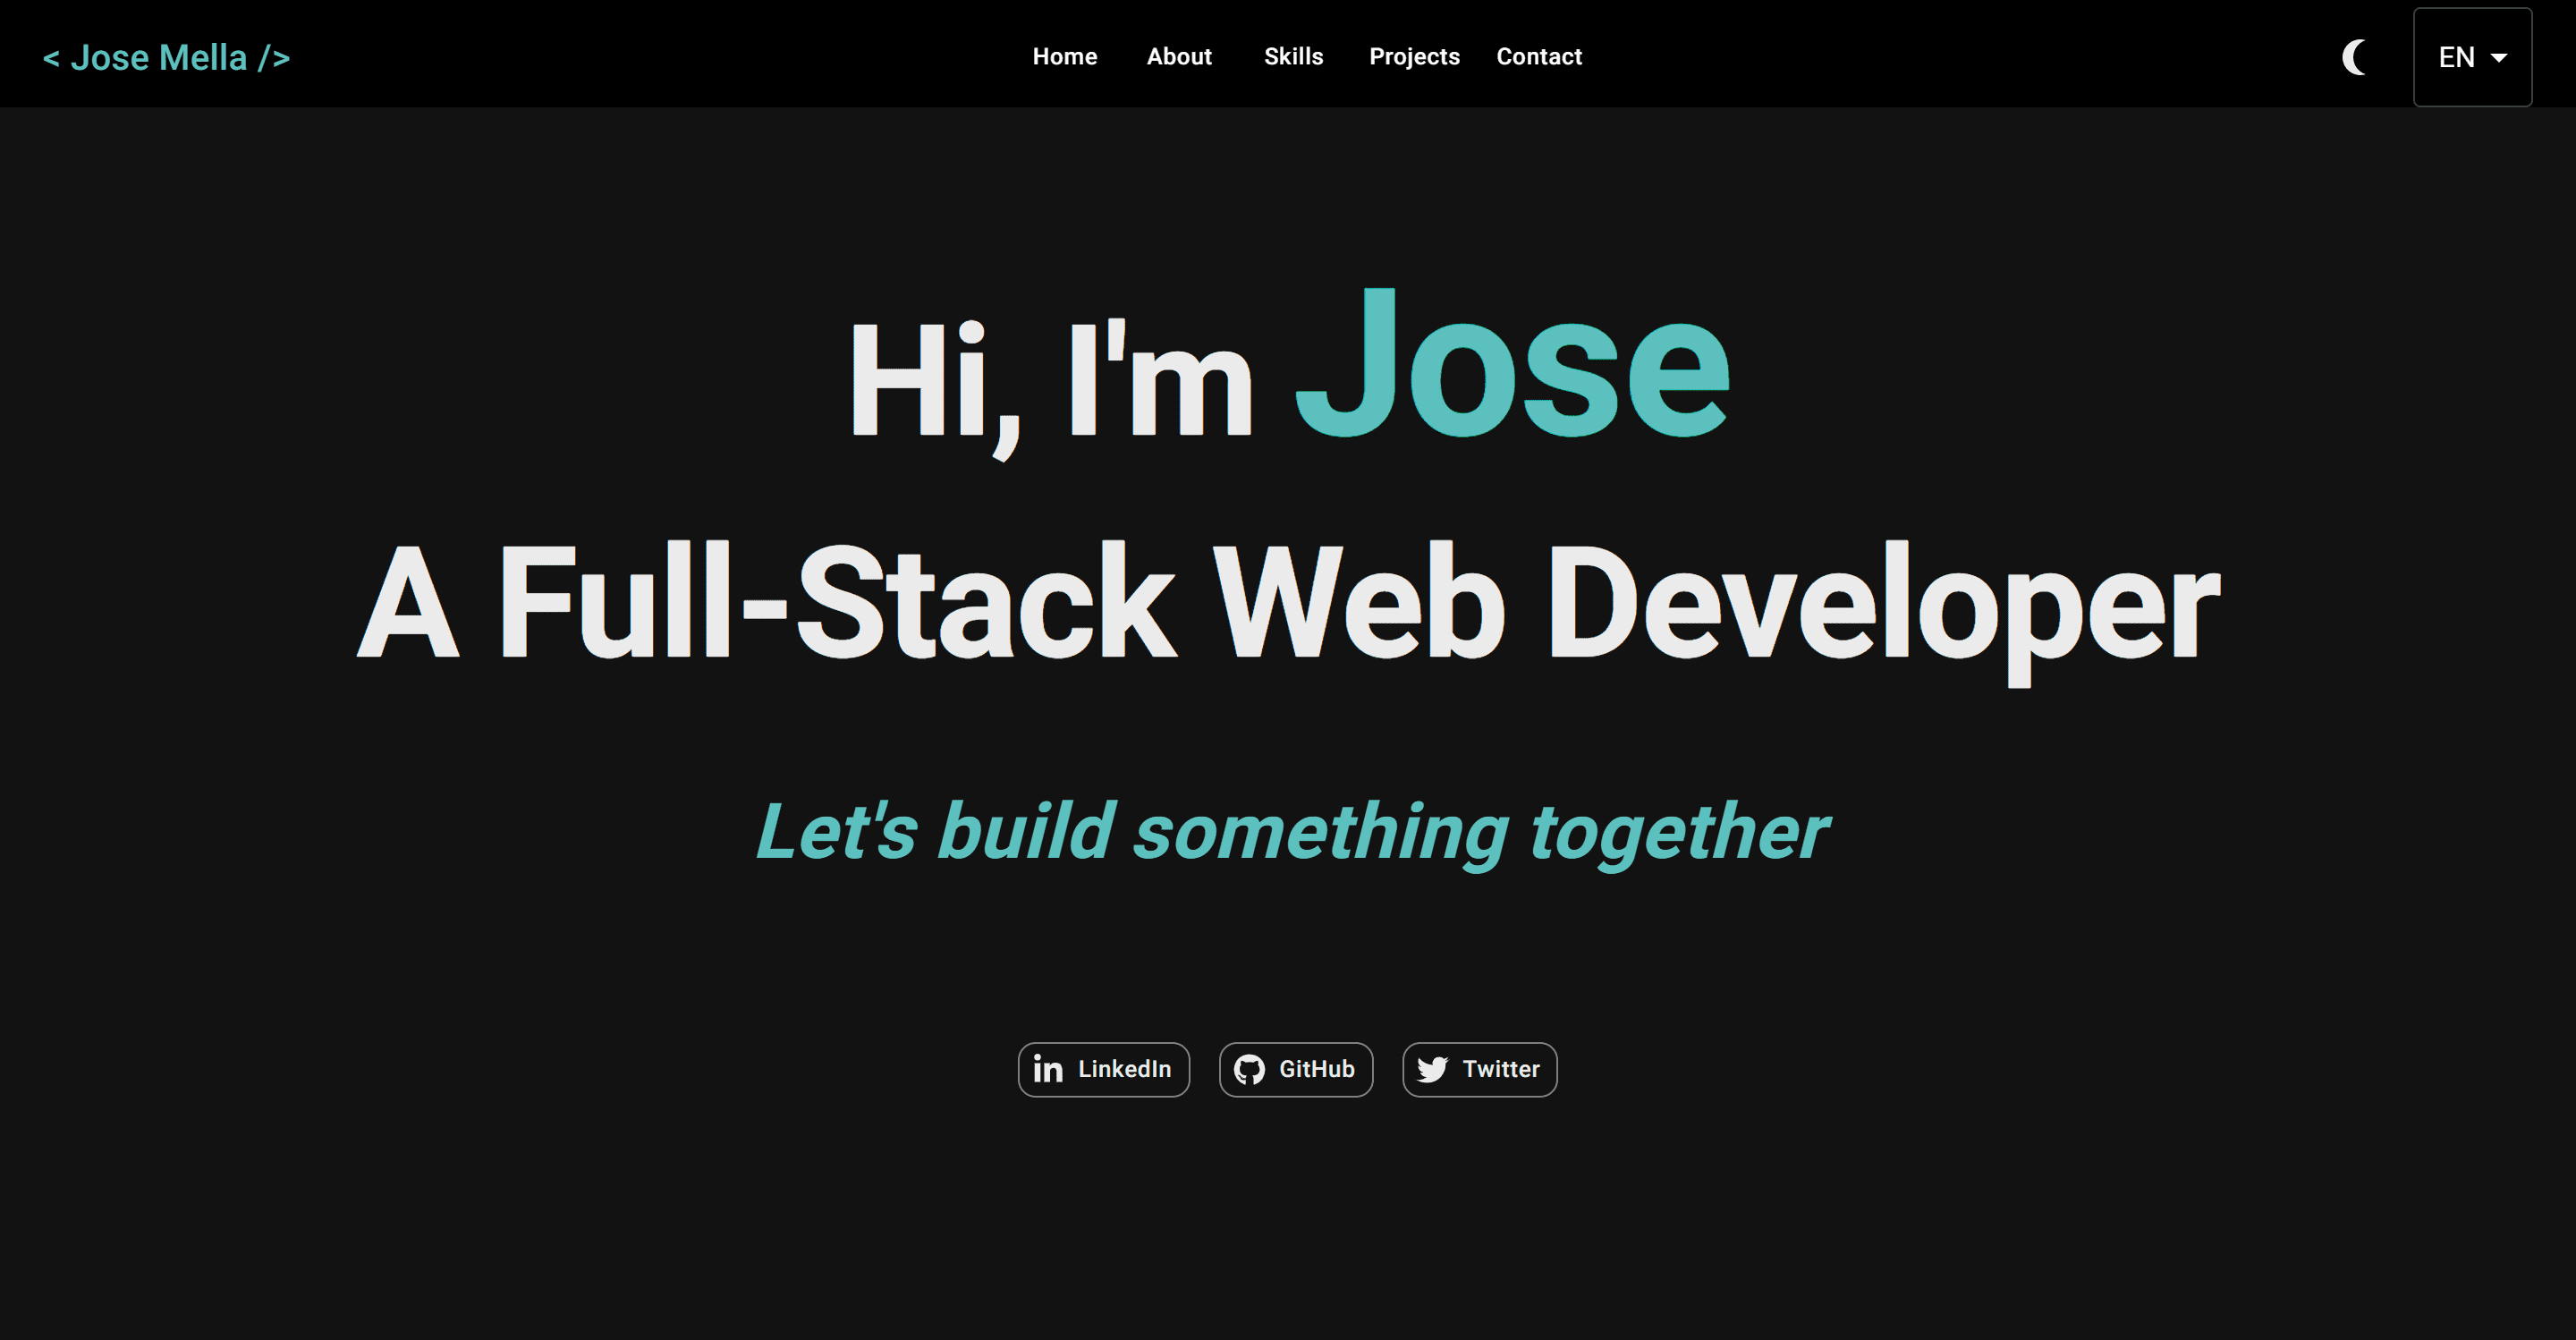 < Jose Mella />
Home About Skills Projects Contact
EN
Hi, I'm Jose
A Full-Stack Web Developer
Let's build something together
LinkedIn GitHub Twitter